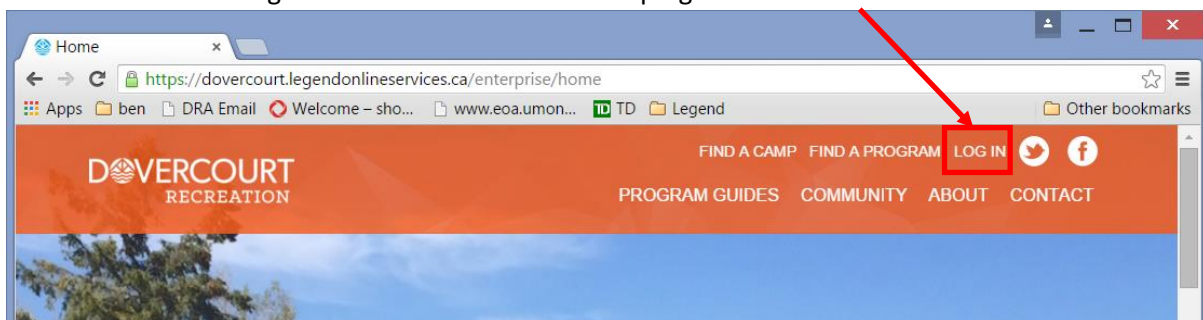 Home
https://dovercourt.legendonlineservices.ca/enterprise/home
Apps ben DRA Email Welcome – sho... www.eoa.umon... TD TD Legend Other bookmarks
FIND A CAMP FIND A PROGRAM LOG IN
DOVERCOURT
RECREATION
PROGRAM GUIDES COMMUNITY ABOUT CONTACT